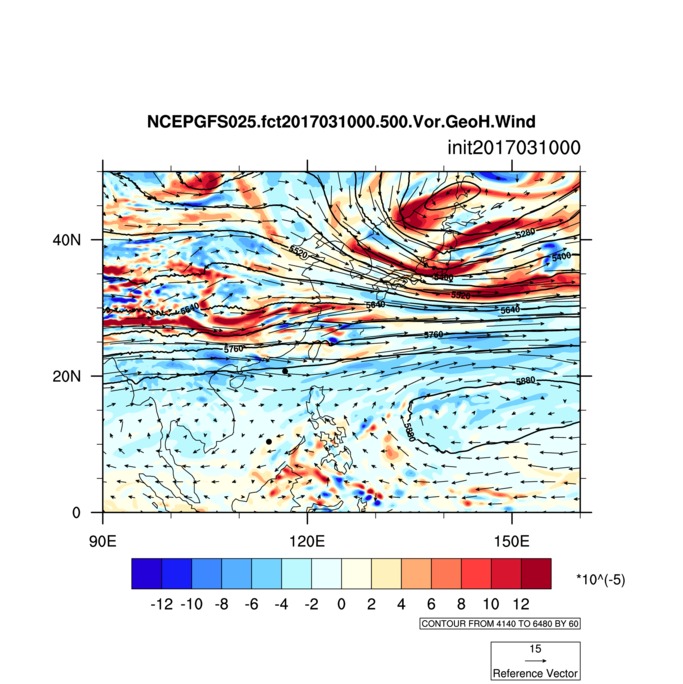 NCEPGFS025.fct2017031000.500.Vor.GeoH.Wind
init2017031000
40N
20N
0
90E 120E 150E
5520
5280
5400
5400
5520
5640
5640
5640
5760
5760
5880
5880
-12 -10 -8 -6 -4 -2 0 2 4 6 8 10 12
*10^(-5)
CONTOUR FROM 4140 TO 6480 BY 60
15
Reference Vector